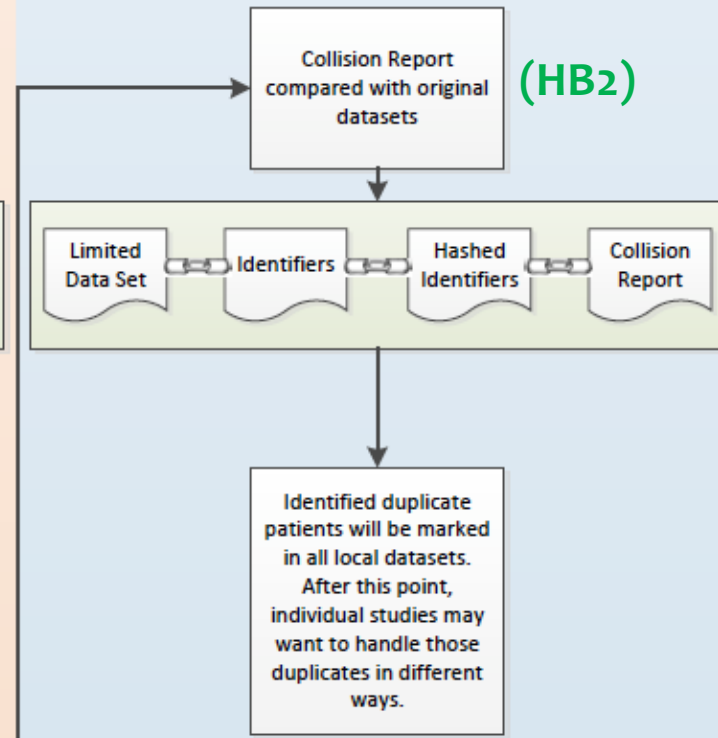 Collision Report
compared with original
datasets
(HB2)
Limited
Data Set
Identifiers
Hashed
Identifiers
Collision
Report
Identified duplicate
patients will be marked
in all local datasets.
After this point,
individual studies may
want to handle those
duplicates in different
ways.